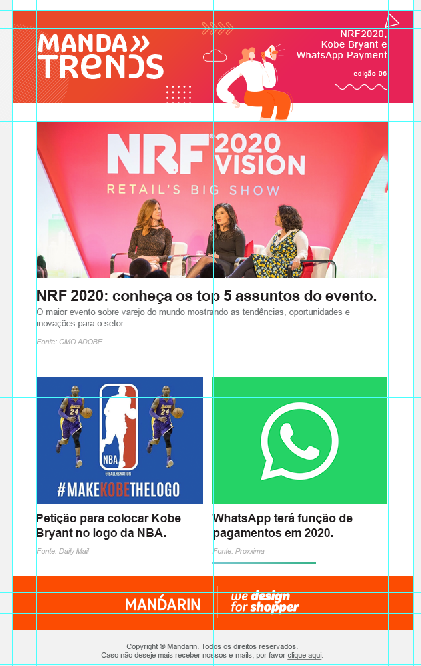 MANDA
TRENDS
NRF2020,
Kobe Bryant e
WhatsApp Payment
edição 06
NRF 2020
VISION
RETAIL'S BIG SHOW
NRF 2020: conheça os top 5 assuntos do evento.
O maior evento sobre varejo do mundo mostrando as tendências, oportunidades e
inovações para o setor
Fonte: CMO ADOBE
24
24
NBA
#MAKEKOBETHELOGO
Petição para colocar Kobe
Bryant no logo da NBA.
Fonte: Daily Mail
WhatsApp terá função de
pagamentos em 2020.
Fonte: Proxxima
MANDARIN
we design
for shopper
Copyright © Mandarin, Todos os direitos reservados.
Caso não deseje mais receber nossos e-mails, por favor clique aqui.